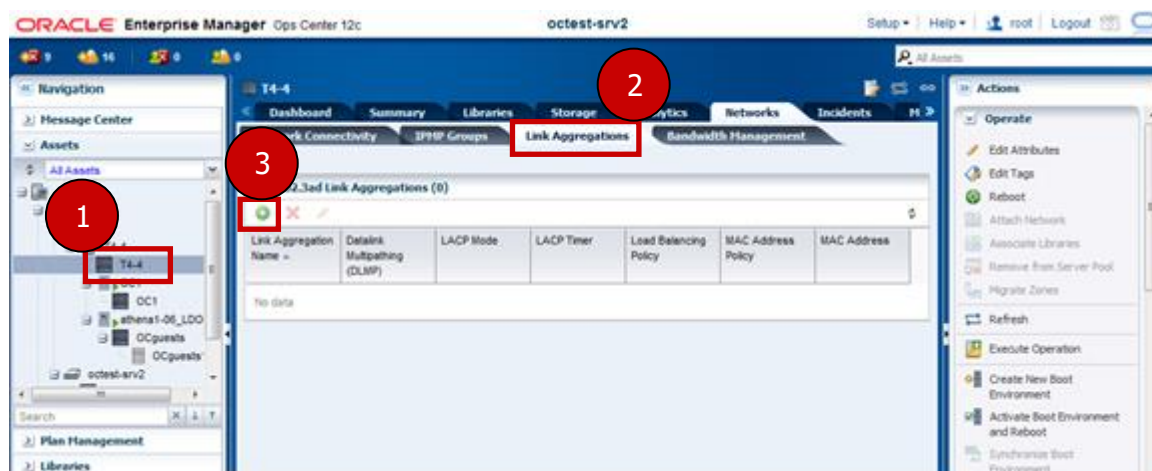 ORACLE Enterprise Manager Ops Center 12c
octest-srv2
Setup Help root Logout
9 16 0 0
All Assets
Navigation
Message Center
Assets
All Assets
1
T4-4
OC1
OC1
athena1-06_LDO
OCguests
OCguests
octest-srv2
Search
Plan Management
Libraries
T4-4
2
Dashboard Summary Libraries Storage Networks Incidents M
Connectivity IPMP Groups Link Aggregations Bandwidth Management
3
Link Aggregations (0)
Link Aggregation Name
Datalink Multipathing (DLMP)
LACP Mode
LACP Timer
Load Balancing Policy
MAC Address Policy
MAC Address
No data
Actions
Operate
Edit Attributes
Edit Tags
Reboot
Attach Network
Associate Libraries
Remove from Server Pool
Migrate Zones
Refresh
Execute Operation
Create New Boot
Environment
Activate Boot Environment
and Reboot
Synchronize Boot
Environment